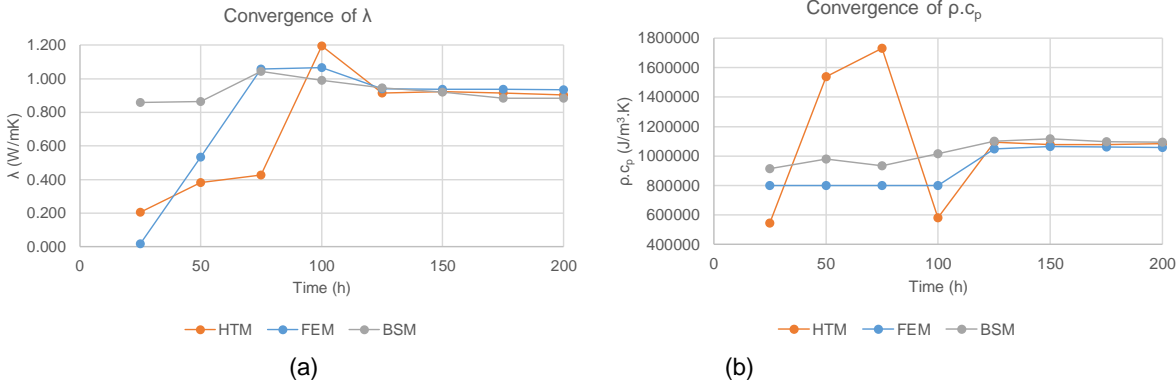 Convergence of λ
1.200
1.000
0.800
0.600
0.400
0.200
0.000
λ (W/mK)
0 50 100 150 200
Time (h)
HTM FEM BSM
(a)
Convergence of ρ.cp
1800000
1600000
1400000
1200000
1000000
800000
600000
400000
ρ.cp (J/m³.K)
0 50 100 150 200
Time (h)
HTM FEM BSM
(b)